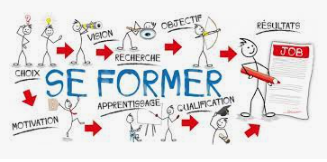 OBJECTIF
VISION
RÉSULTATS
RECHERCHE
JOB
CHOIX
SE FORMER
APPRENTISSAGE
QUALIFICATION
MOTIVATION